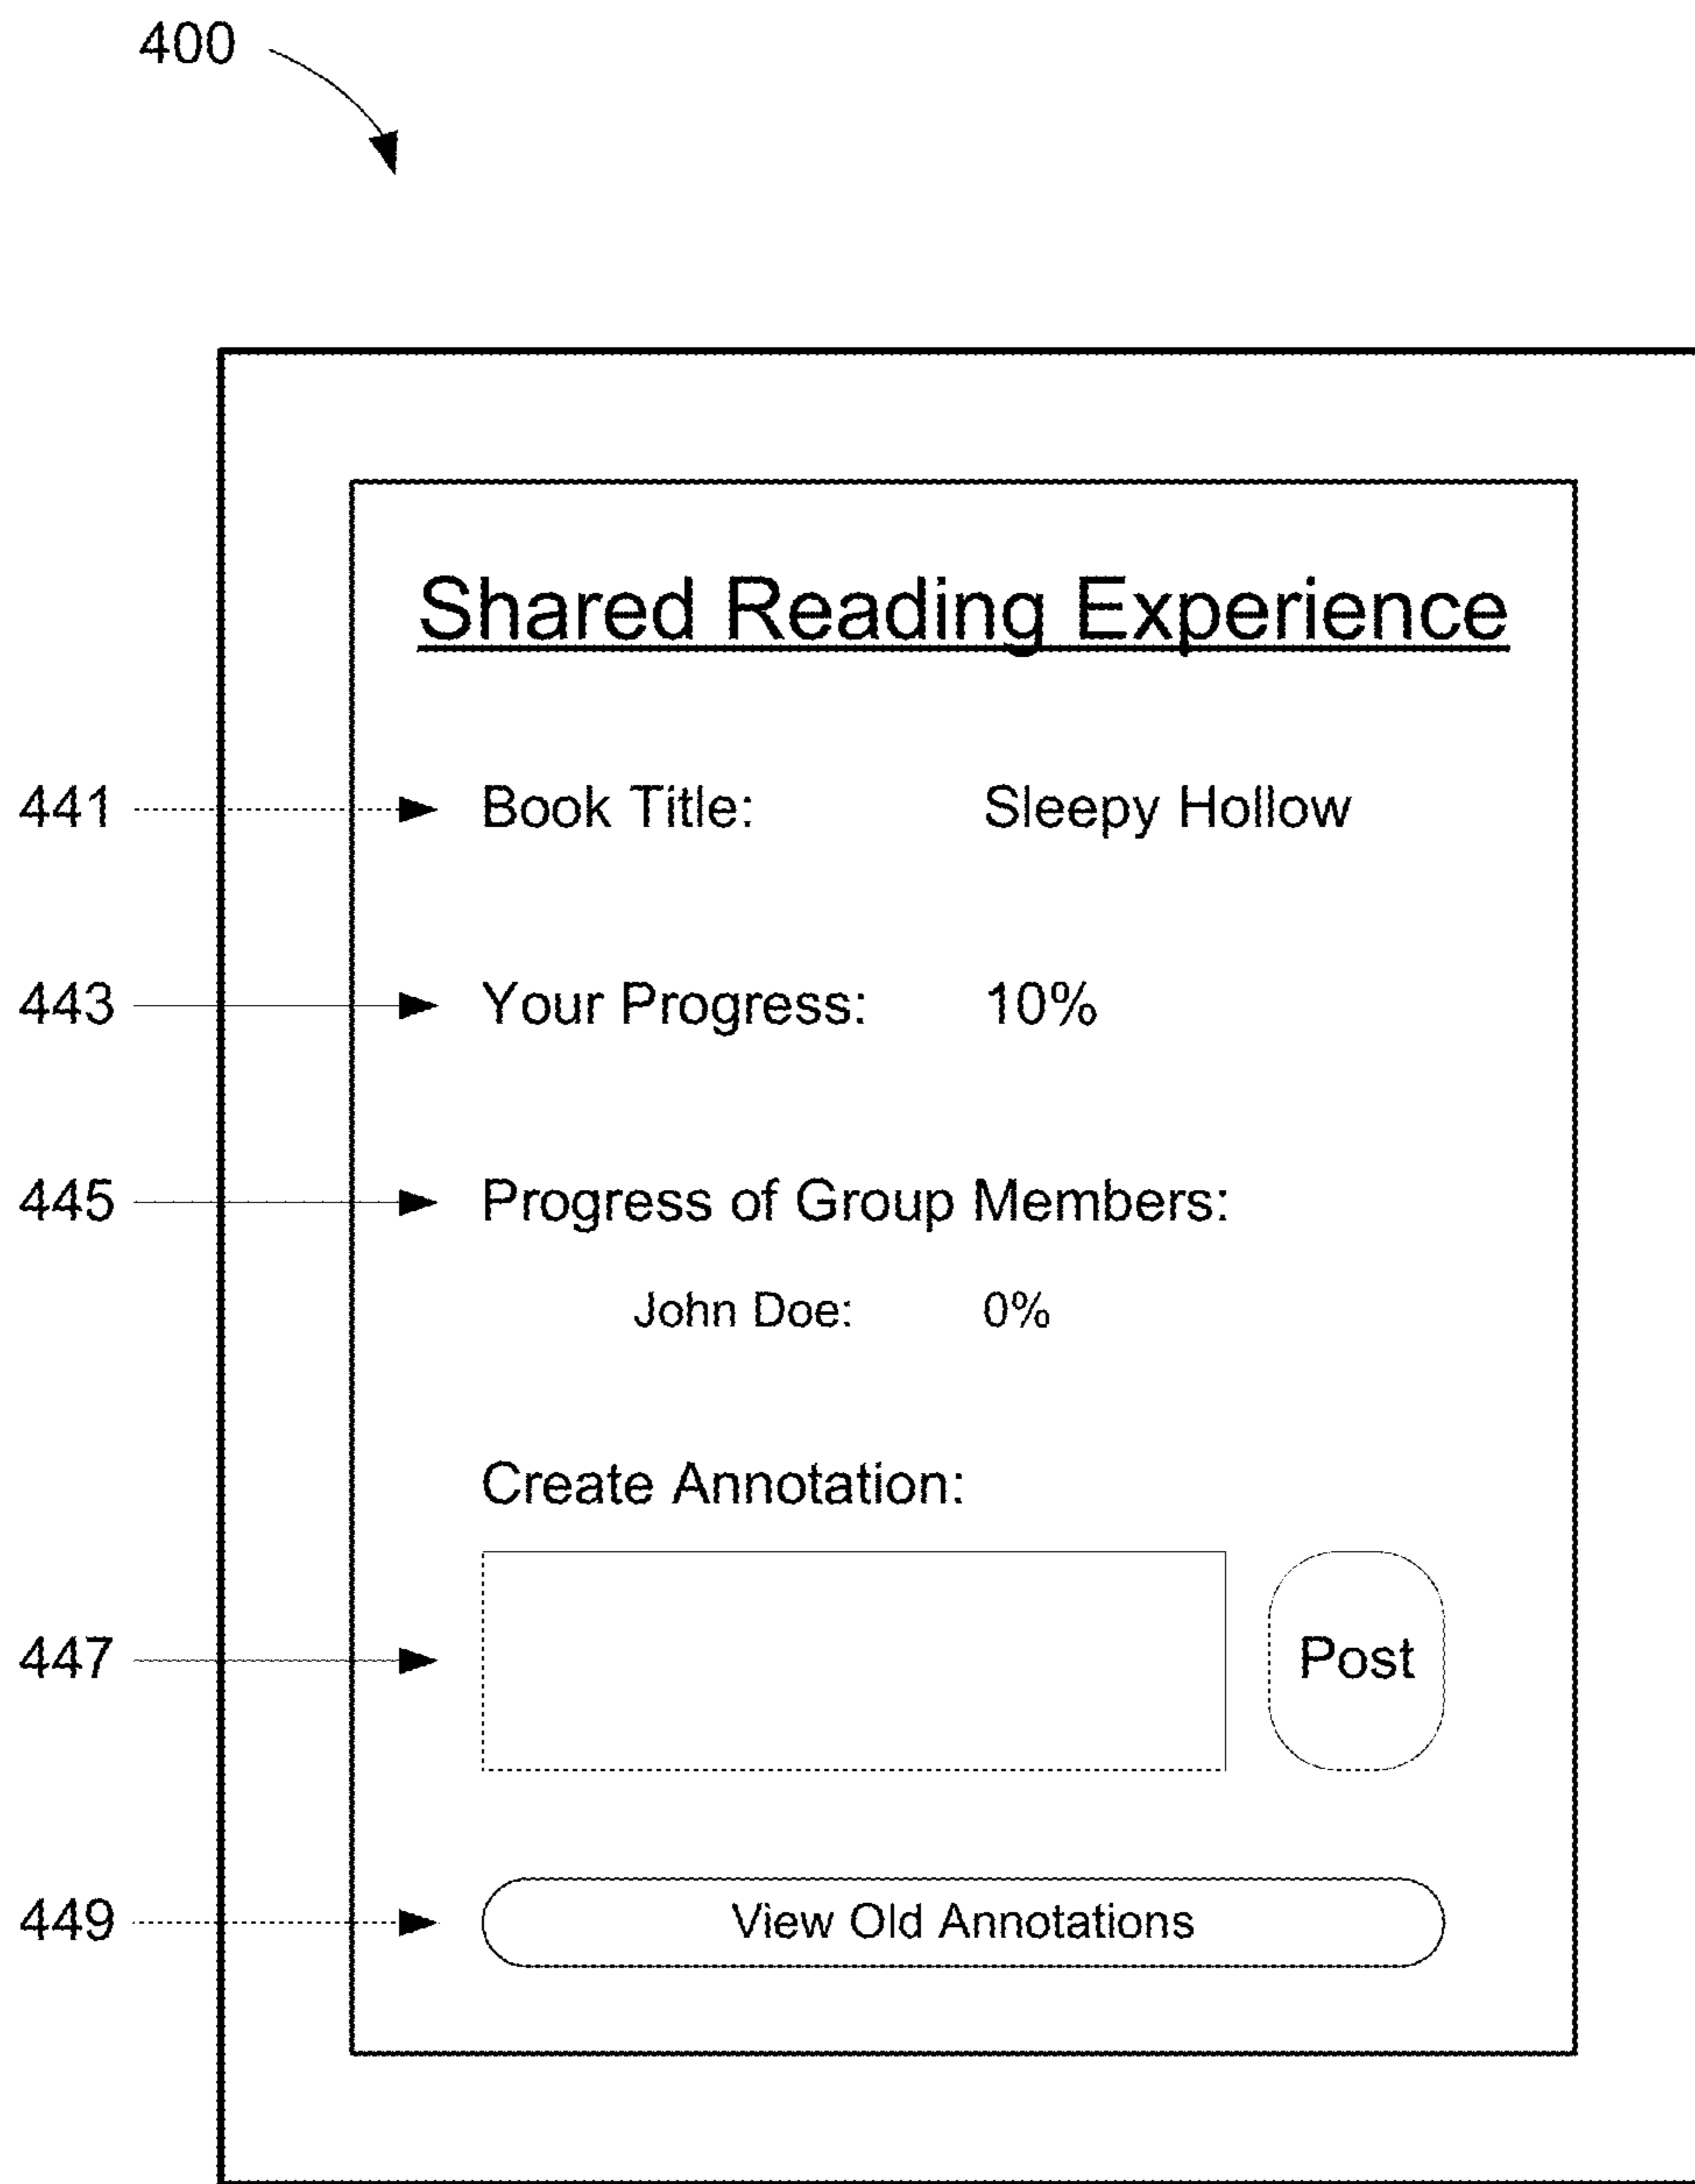 400
Shared Reading Experience
441 Book Title: Sleepy Hollow
443 Your Progress: 10%
445 Progress of Group Members:
John Doe: 0%
Create Annotation:
447 Post
449 View Old Annotations